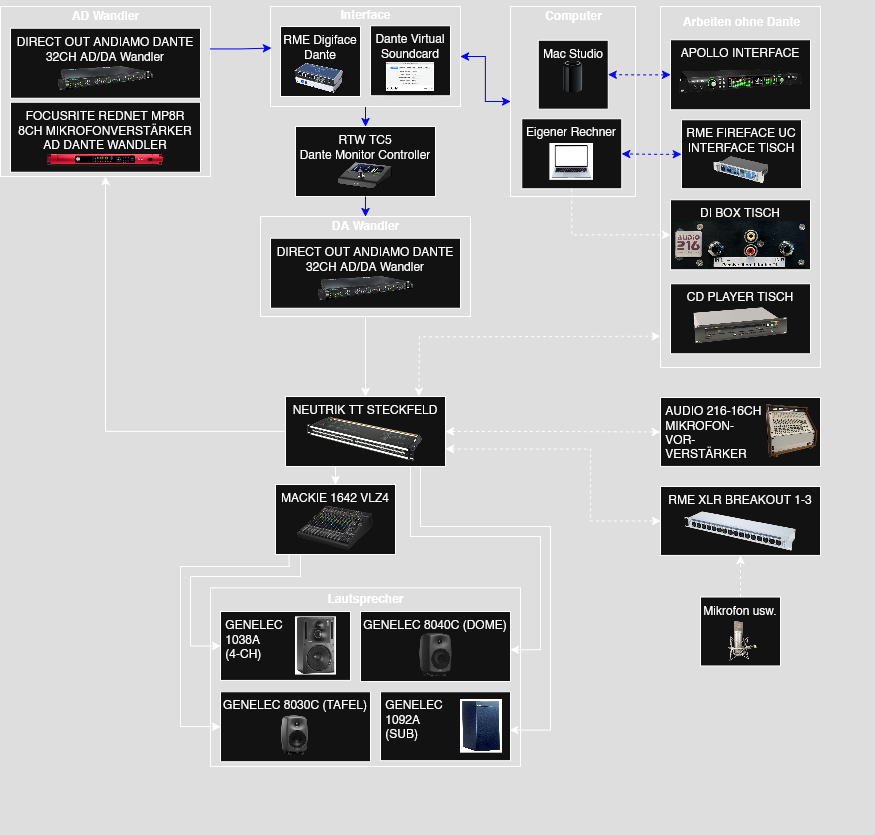 AD Wandler
DIRECT OUT ANDIAMO DANTE
32CH AD/DA Wandler
FOCUSRITE REDNET MP8R
8CH MIKROFONVERSTÄRKER
AD DANTE WANDLER
Interface
RME Digiface
Dante
Dante Virtual
Soundcard
RTW TC5
Dante Monitor Controller
DA Wandler
DIRECT OUT ANDIAMO DANTE
32CH AD/DA Wandler
Computer
Mac Studio
Eigener Rechner
Arbeiten ohne Dante
APOLLO INTERFACE
RME FIREFACE UC
INTERFACE TISCH
DI BOX TISCH
AUDIO
216
CD PLAYER TISCH
NEUTRIK TT STECKFELD
AUDIO 216-16CH
MIKROFON-
VOR-
VERSTÄRKER
MACKIE 1642 VLZ4
RME XLR BREAKOUT 1-3
Mikrofon usw.
Lautsprecher
GENELEC
1038A
(4-CH)
GENELEC 8040C (DOME)
GENELEC 8030C (TAFEL)
GENELEC
1092A
(SUB)